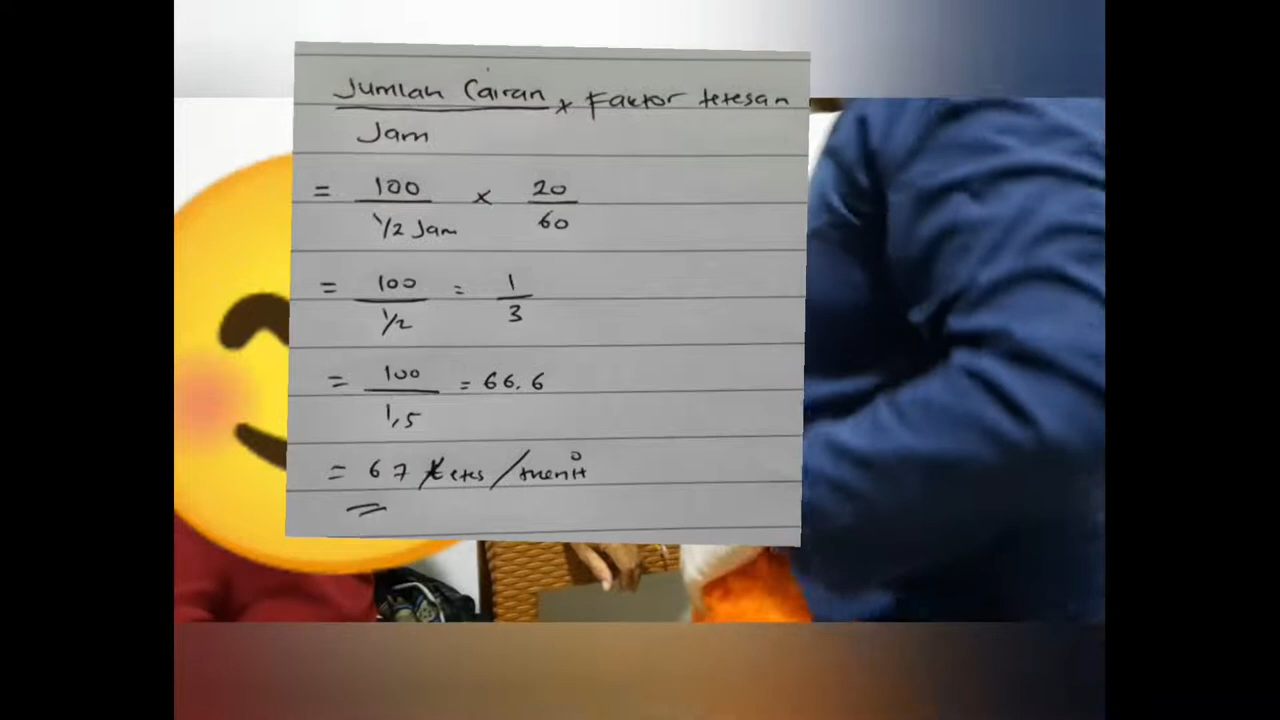 Jumlah Cairan x Faktor tetesan
Jam
= 100 x 20
1/2 Jam 60
= 100 = 1
1/2 3
= 100 = 66.6
1,5
= 67 tetes/menit